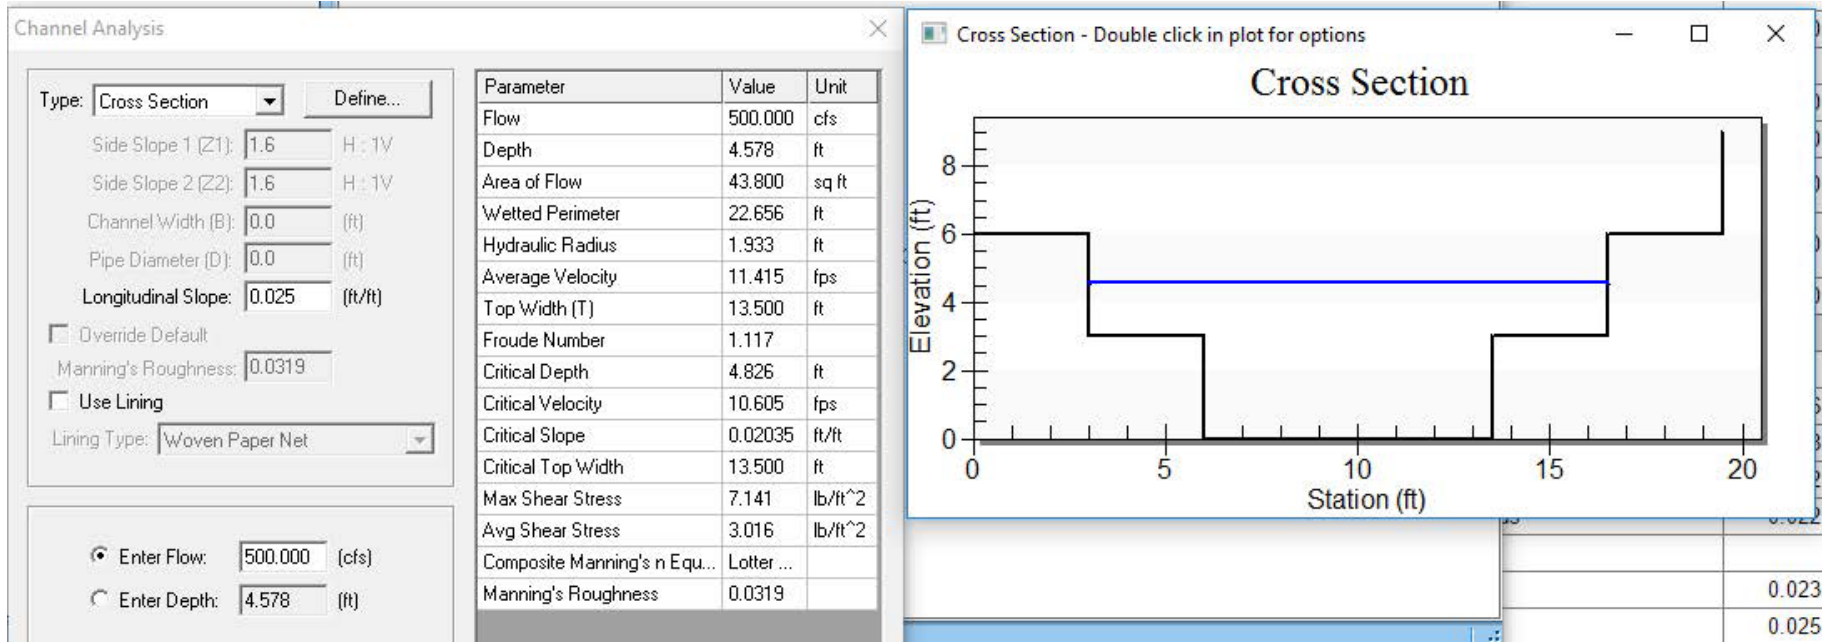 Channel Analysis
Type: Cross Section Define...
Side Slope 1 (Z1): 1.6 H : 1V
Side Slope 2 (Z2): 1.6 H : 1V
Channel Width (B): 0.0 (ft)
Pipe Diameter (D): 0.0 (ft)
Longitudinal Slope: 0.025 (ft/ft)
Override Default
Manning's Roughness: 0.0319
Use Lining
Lining Type: Woven Paper Net
Enter Flow: 500.000 (cfs)
Enter Depth: 4.578 (ft)
Parameter Value Unit
Flow 500.000 cfs
Depth 4.578 ft
Area of Flow 43.800 sq ft
Wetted Perimeter 22.656 ft
Hydraulic Radius 1.933 ft
Average Velocity 11.415 fps
Top Width (T) 13.500 ft
Froude Number 1.117
Critical Depth 4.826 ft
Critical Velocity 10.605 fps
Critical Slope 0.02035 ft/ft
Critical Top Width 13.500 ft
Max Shear Stress 7.141 lb/ft^2
Avg Shear Stress 3.016 lb/ft^2
Composite Manning's n Equ... Lotter ...
Manning's Roughness 0.0319
Cross Section - Double click in plot for options
Cross Section
Elevation (ft)
8
6
4
2
0
0 5 10 15 20
Station (ft)
0.023
0.025